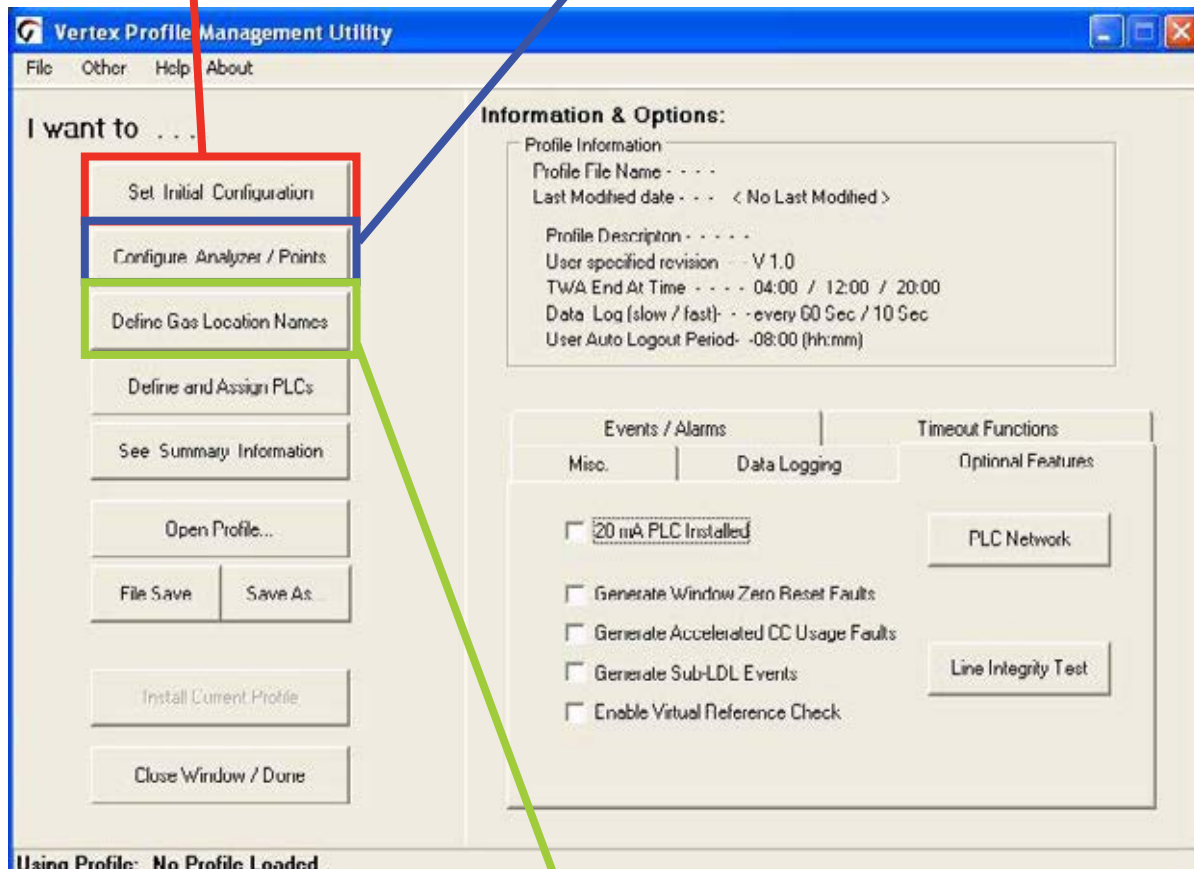 Vertex Profile Management Utility
File Other Help About
I want to . . .
Set Initial Configuration
Configure Analyzer / Points
Define Gas Location Names
Define and Assign PLCs
See Summary Information
Open Profile...
File Save Save As...
Install Current Profile
Close Window / Done
Information & Options:
Profile Information
Profile File Name - - - -
Last Modified date - - - < No Last Modified >
Profile Descripton - - - - -
User specified revision - - V 1.0
TWA End At Time - - - - 04:00 / 12:00 / 20:00
Data Log (slow / fast)- - -every 60 Sec / 10 Sec
User Auto Logout Period- -08:00 (hh:mm)
Events / Alarms Timeout Functions
Misc. Data Logging Optional Features
20 mA PLC Installed
PLC Network
Generate Window Zero Reset Faults
Generate Accelerated CC Usage Faults
Generate Sub-LDL Events
Line Integrity Test
Enable Virtual Reference Check
Using Profile: No Profile Loaded